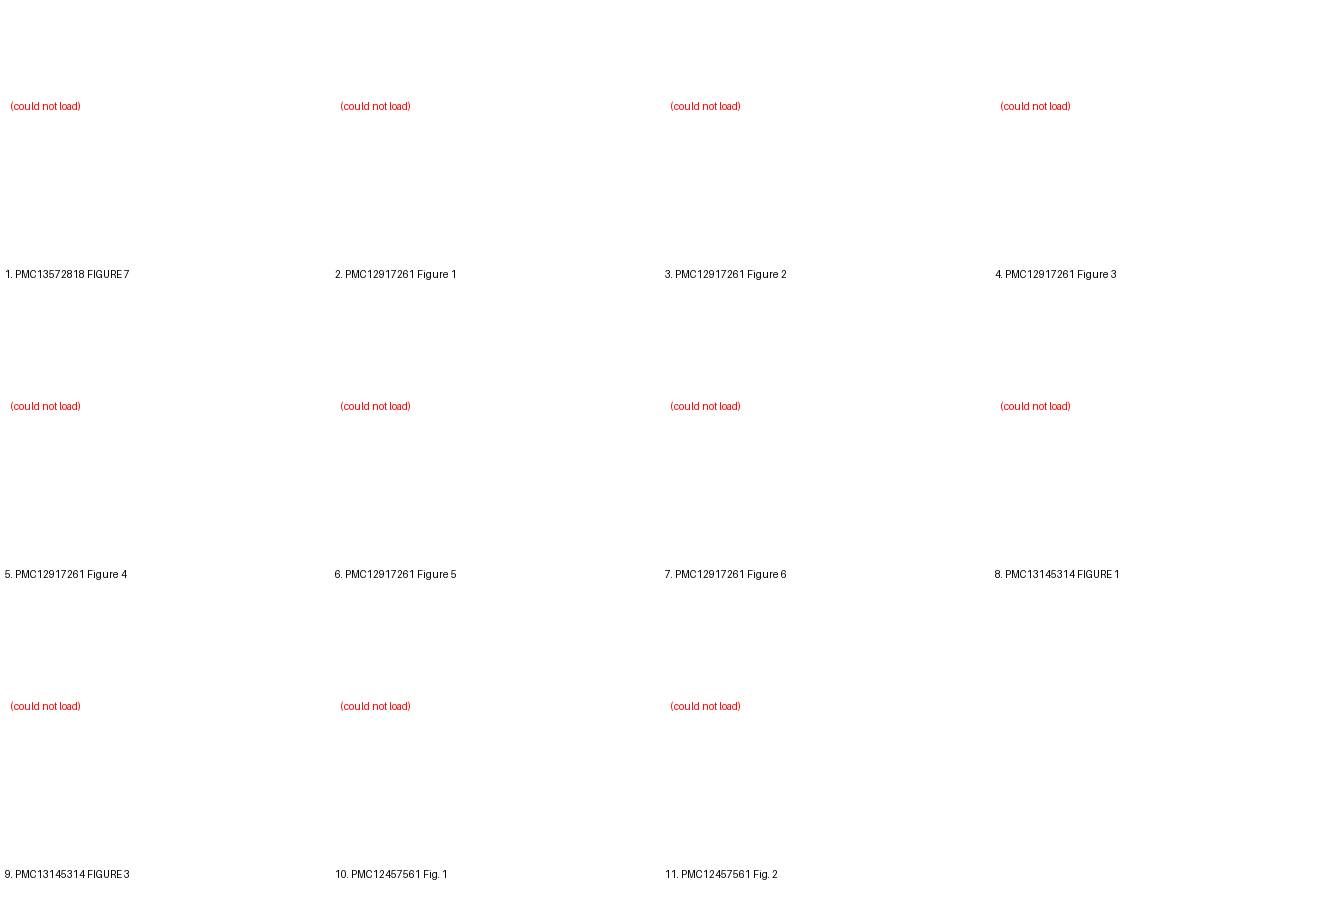 (could not load)
(could not load)
(could not load)
(could not load)
1. PMC13572818 FIGURE 7
2. PMC12917261 Figure 1
3. PMC12917261 Figure 2
4. PMC12917261 Figure 3
(could not load)
(could not load)
(could not load)
(could not load)
5. PMC12917261 Figure 4
6. PMC12917261 Figure 5
7. PMC12917261 Figure 6
8. PMC13145314 FIGURE 1
(could not load)
(could not load)
(could not load)
9. PMC13145314 FIGURE 3
10. PMC12457561 Fig. 1
11. PMC12457561 Fig. 2